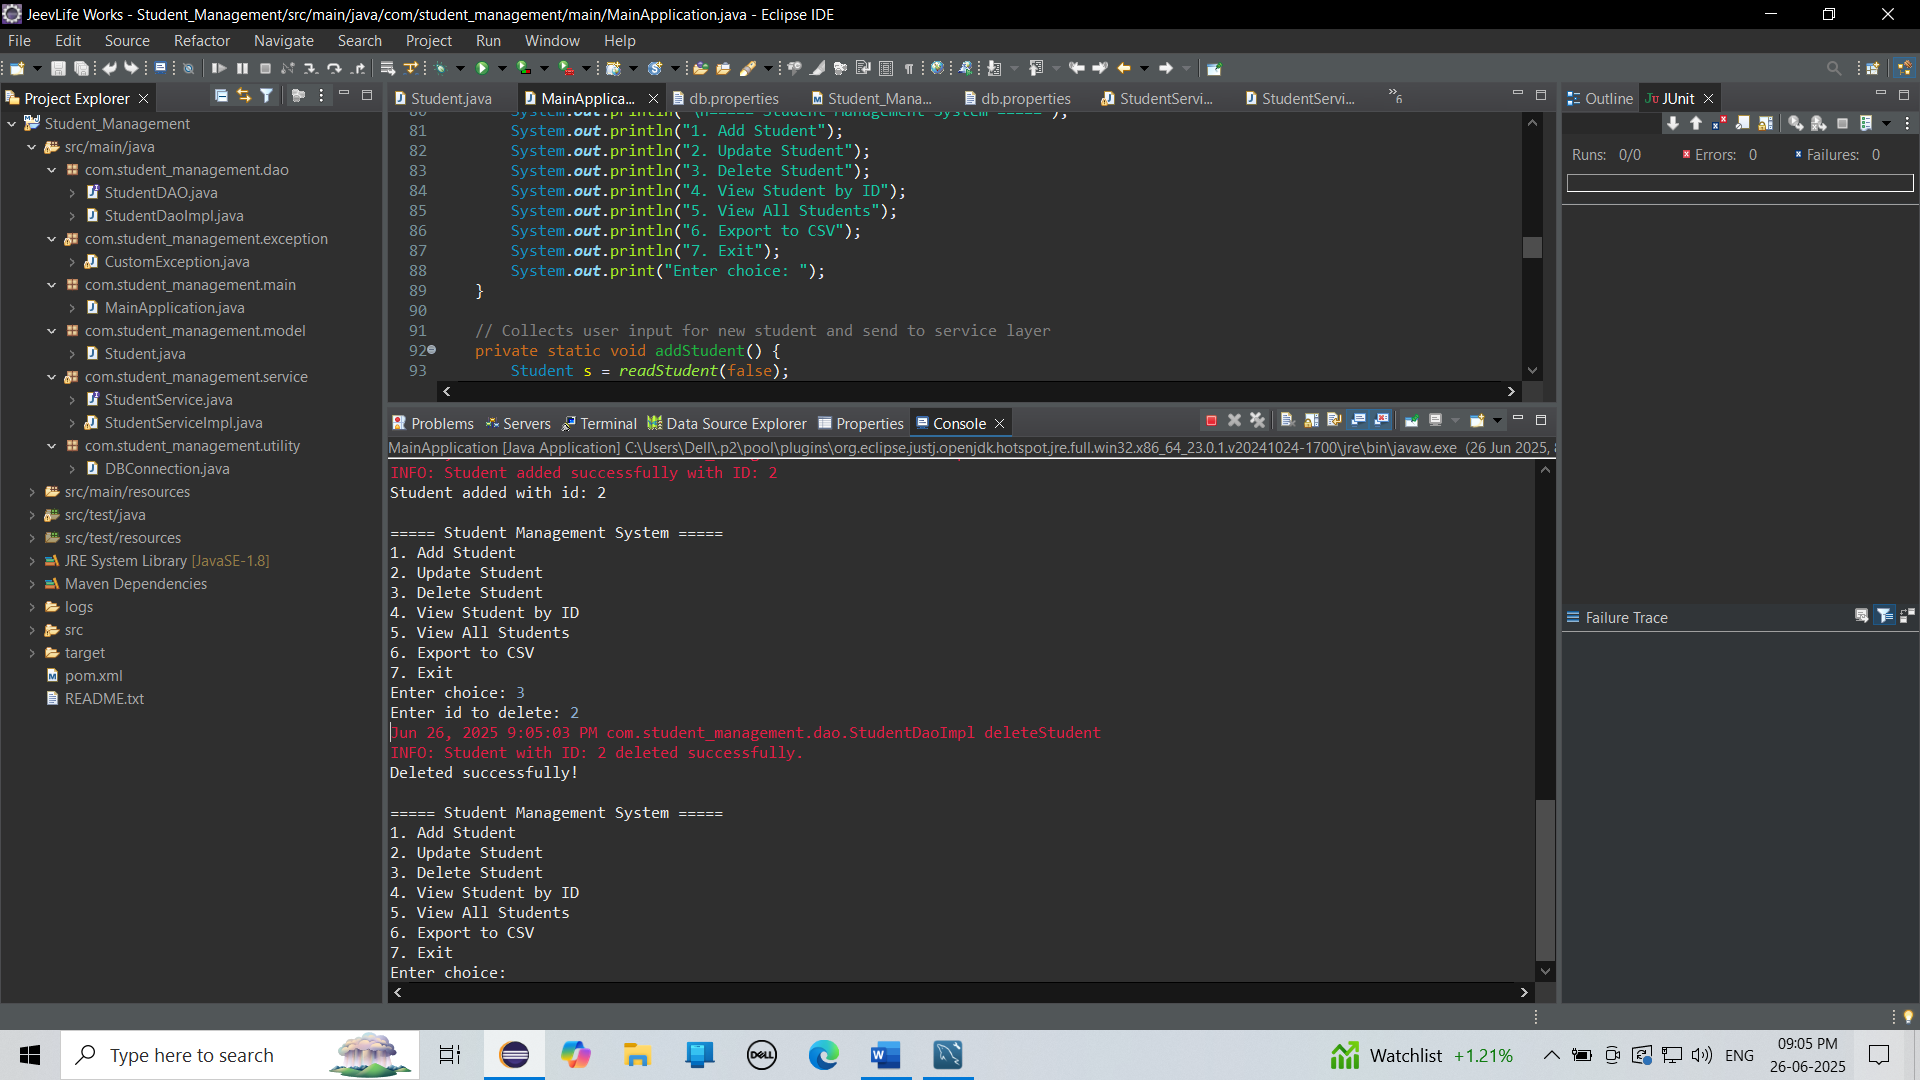 JeevLife Works - Student_Management/src/main/java/com/student_management/main/MainApplication.java - Eclipse IDE
File Edit Source Refactor Navigate Search Project Run Window Help
Project Explorer
Student_Management
src/main/java
com.student_management.dao
StudentDAO.java
StudentDaoImpl.java
com.student_management.exception
CustomException.java
com.student_management.main
MainApplication.java
com.student_management.model
Student.java
com.student_management.service
StudentService.java
StudentServiceImpl.java
com.student_management.utility
DBConnection.java
src/main/resources
src/test/java
src/test/resources
JRE System Library [JavaSE-1.8]
Maven Dependencies
logs
src
target
pom.xml
README.txt
Student.java MainApplica... db.properties Student_Mana... db.properties StudentServi... StudentServi... »6
80 System.out.println("\n===== Student Management System =====");
81 System.out.println("1. Add Student");
82 System.out.println("2. Update Student");
83 System.out.println("3. Delete Student");
84 System.out.println("4. View Student by ID");
85 System.out.println("5. View All Students");
86 System.out.println("6. Export to CSV");
87 System.out.println("7. Exit");
88 System.out.print("Enter choice: ");
89 }
90
91 // Collects user input for new student and send to service layer
92 private static void addStudent() {
93 Student s = readStudent(false);
Problems Servers Terminal Data Source Explorer Properties Console
MainApplication [Java Application] C:\Users\Dell\.p2\pool\plugins\org.eclipse.justj.openjdk.hotspot.jre.full.win32.x86_64_23.0.1.v20241024-1700\jre\bin\javaw.exe (26 Jun 2025,
INFO: Student added successfully with ID: 2
Student added with id: 2
===== Student Management System =====
1. Add Student
2. Update Student
3. Delete Student
4. View Student by ID
5. View All Students
6. Export to CSV
7. Exit
Enter choice: 3
Enter id to delete: 2
Jun 26, 2025 9:05:03 PM com.student_management.dao.StudentDaoImpl deleteStudent
INFO: Student with ID: 2 deleted successfully.
Deleted successfully!
===== Student Management System =====
1. Add Student
2. Update Student
3. Delete Student
4. View Student by ID
5. View All Students
6. Export to CSV
7. Exit
Enter choice:
Outline JUnit
Runs: 0/0 Errors: 0 Failures: 0
Failure Trace
Type here to search
DELL
Watchlist +1.21%
ENG
09:05 PM
26-06-2025